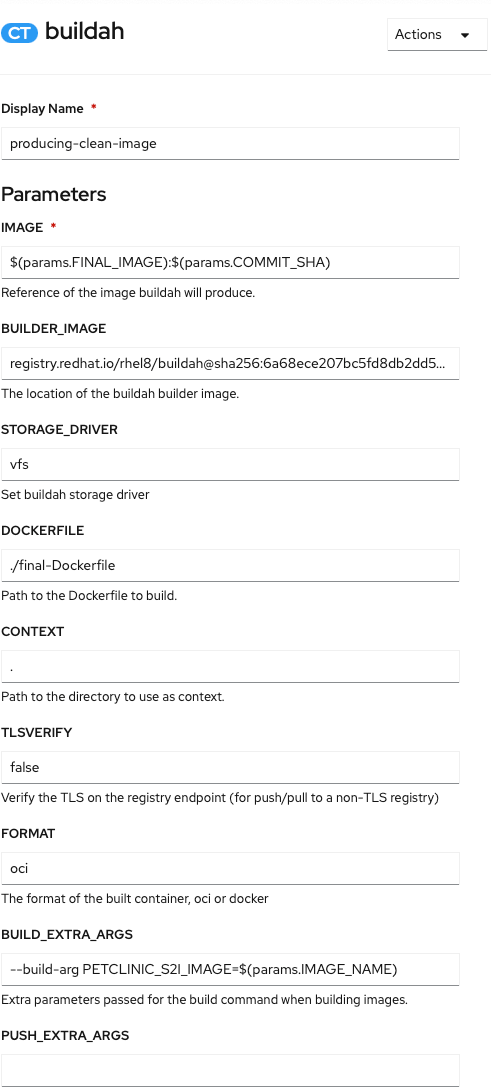 CT buildah
Actions
Display Name *
producing-clean-image
Parameters
IMAGE *
$(params.FINAL_IMAGE):$(params.COMMIT_SHA)
Reference of the image buildah will produce.
BUILDER_IMAGE
registry.redhat.io/rhel8/buildah@sha256:6a68ece207bc5fd8db2dd5...
The location of the buildah builder image.
STORAGE_DRIVER
vfs
Set buildah storage driver
DOCKERFILE
./final-Dockerfile
Path to the Dockerfile to build.
CONTEXT
.
Path to the directory to use as context.
TLSVERIFY
false
Verify the TLS on the registry endpoint (for push/pull to a non-TLS registry)
FORMAT
oci
The format of the built container, oci or docker
BUILD_EXTRA_ARGS
--build-arg PETCLINIC_S2I_IMAGE=$(params.IMAGE_NAME)
Extra parameters passed for the build command when building images.
PUSH_EXTRA_ARGS